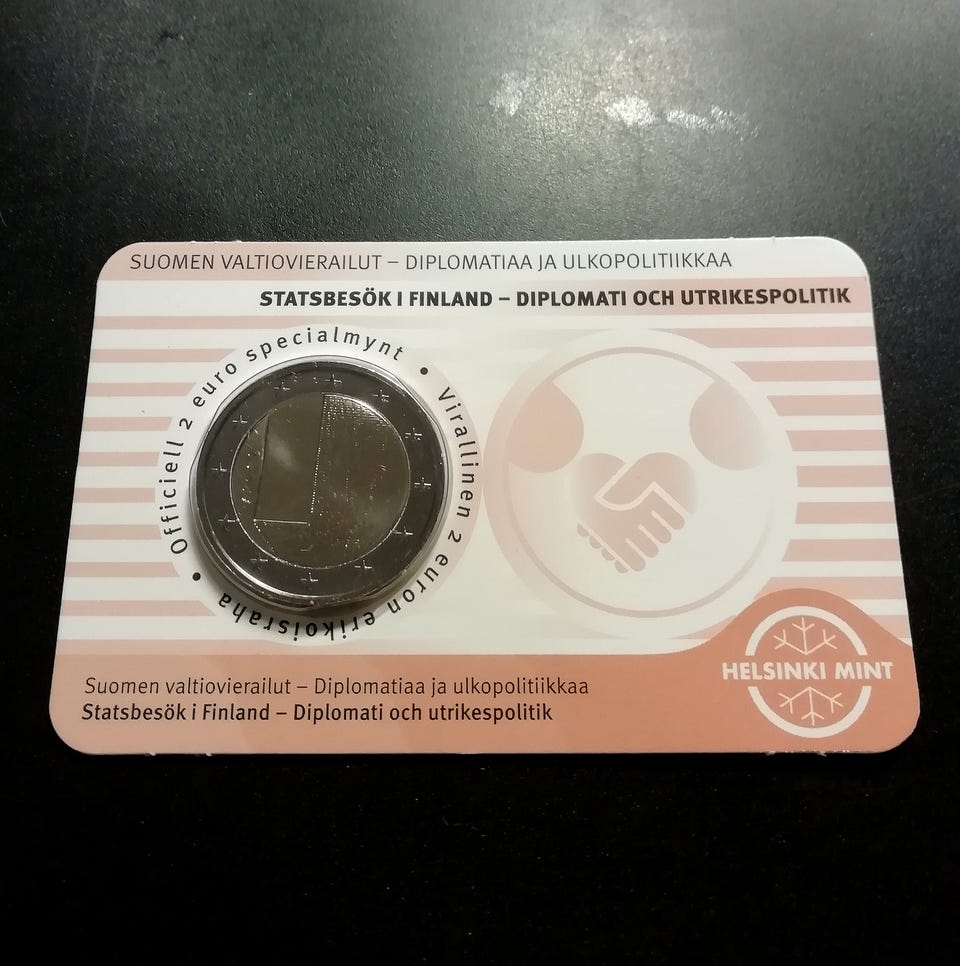 SUOMEN VALTIOVIERAILUT – DIPLOMATIAA JA ULKOPOLITIIKKAA
STATSBESÖK I FINLAND – DIPLOMATI OCH UTRIKESPOLITIK
Officiell 2 euro specialmynt • Virallinen 2 euron erikoisraha •
HELSINKI MINT
Suomen valtiovierailut – Diplomatiaa ja ulkopolitiikkaa
Statsbesök i Finland – Diplomati och utrikespolitik